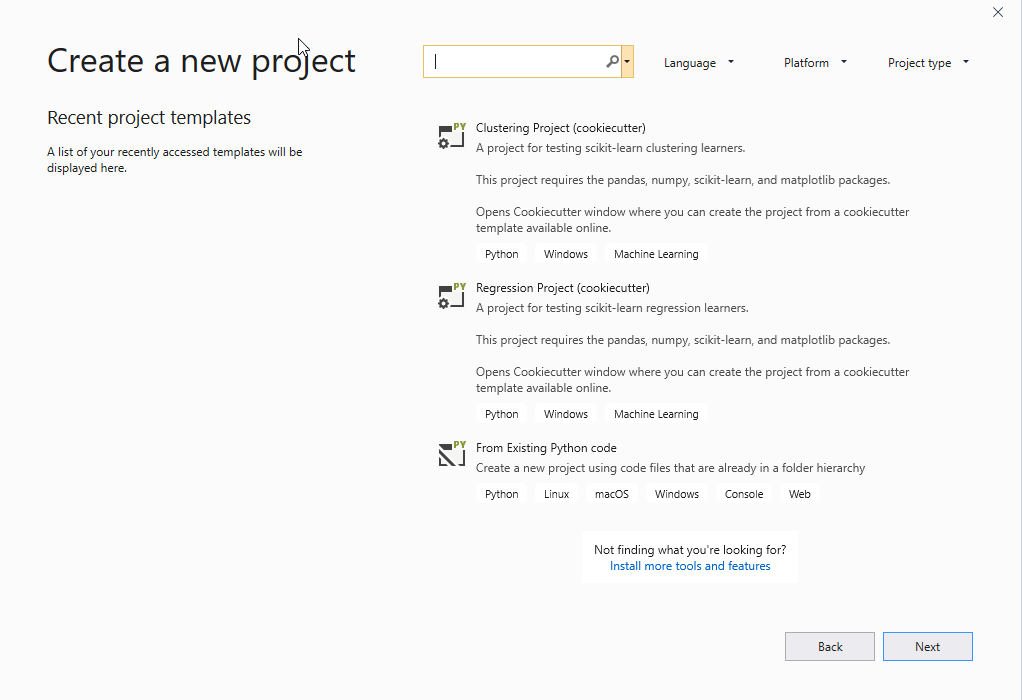 Create a new project
Language
Platform
Project type
Recent project templates
A list of your recently accessed templates will be
displayed here.
PY
Clustering Project (cookiecutter)
A project for testing scikit-learn clustering learners.
This project requires the pandas, numpy, scikit-learn, and matplotlib packages.
Opens Cookiecutter window where you can create the project from a cookiecutter
template available online.
Python Windows Machine Learning
PY
Regression Project (cookiecutter)
A project for testing scikit-learn regression learners.
This project requires the pandas, numpy, scikit-learn, and matplotlib packages.
Opens Cookiecutter window where you can create the project from a cookiecutter
template available online.
Python Windows Machine Learning
PY
From Existing Python code
Create a new project using code files that are already in a folder hierarchy
Python Linux macOS Windows Console Web
Not finding what you're looking for?
Install more tools and features
Back
Next